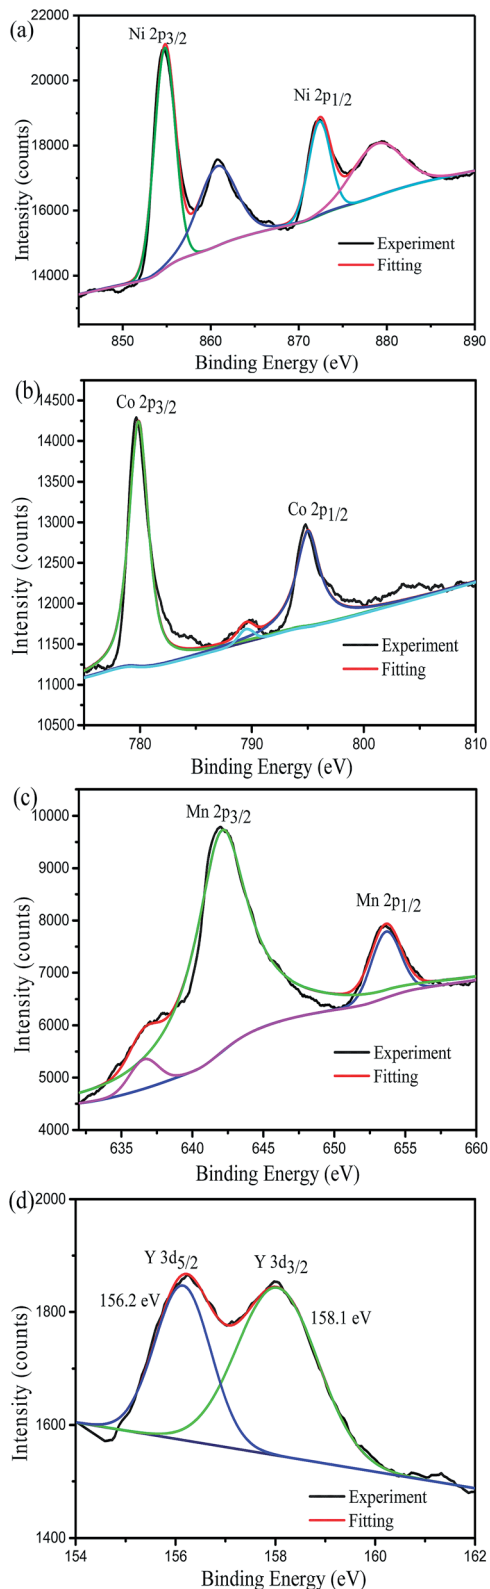 (a)
22000
20000
18000
16000
14000
Intensity (counts)
Ni 2p3/2
Ni 2p1/2
Experiment
Fitting
850 860 870 880 890
Binding Energy (eV)
(b)
14500
14000
13500
13000
12500
12000
11500
11000
10500
Intensity (counts)
Co 2p3/2
Co 2p1/2
Experiment
Fitting
780 790 800 810
Binding Energy (eV)
(c)
10000
9000
8000
7000
6000
5000
4000
Intensity (counts)
Mn 2p3/2
Mn 2p1/2
Experiment
Fitting
635 640 645 650 655 660
Binding Energy (eV)
(d)
2000
1800
1600
1400
Intensity (counts)
Y 3d5/2
Y 3d3/2
156.2 eV
158.1 eV
Experiment
Fitting
154 156 158 160 162
Binding Energy (eV)